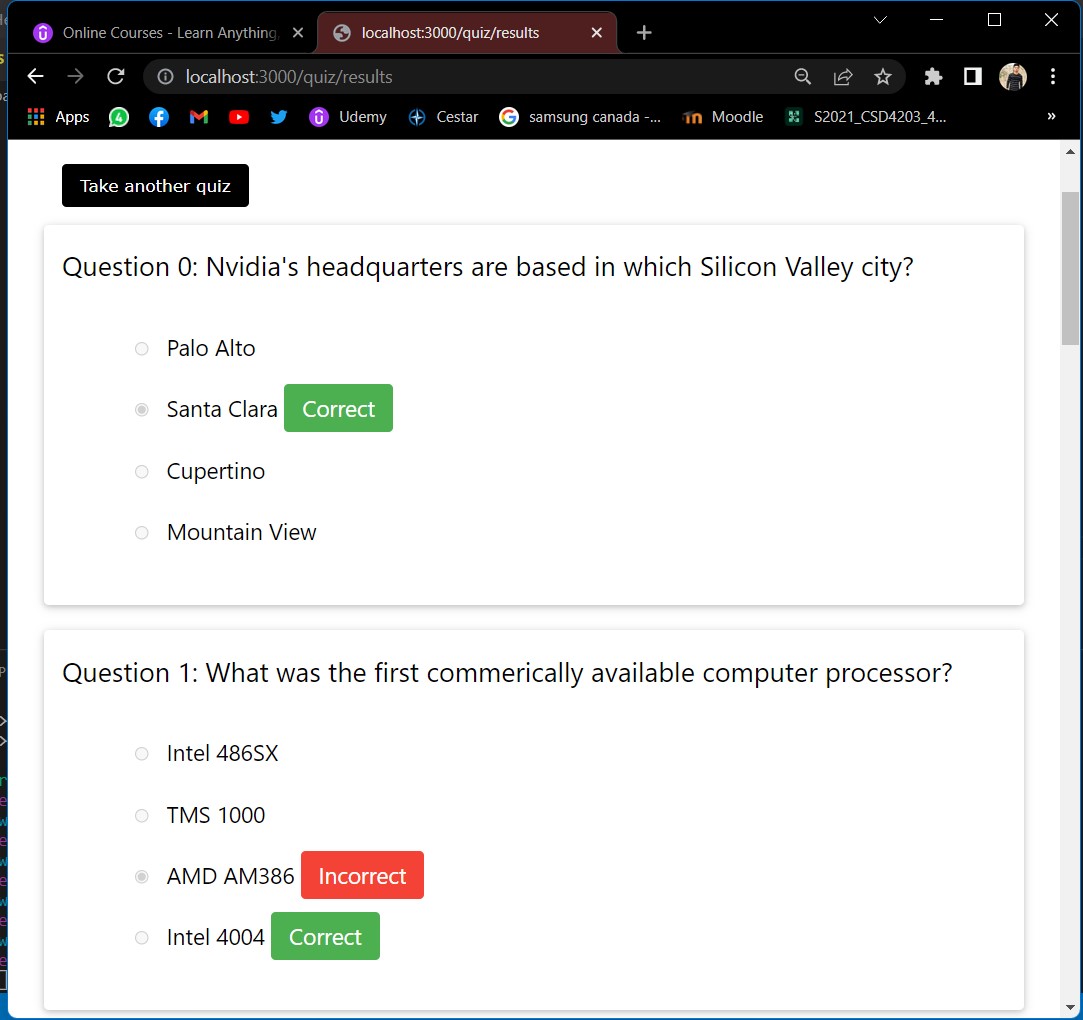 Online Courses - Learn Anything,
localhost:3000/quiz/results
localhost:3000/quiz/results
Apps
4
Udemy
Cestar
samsung canada -...
Moodle
S2021_CSD4203_4...
»
Take another quiz
Question 0: Nvidia's headquarters are based in which Silicon Valley city?
Palo Alto
Santa Clara Correct
Cupertino
Mountain View
Question 1: What was the first commerically available computer processor?
Intel 486SX
TMS 1000
AMD AM386 Incorrect
Intel 4004 Correct